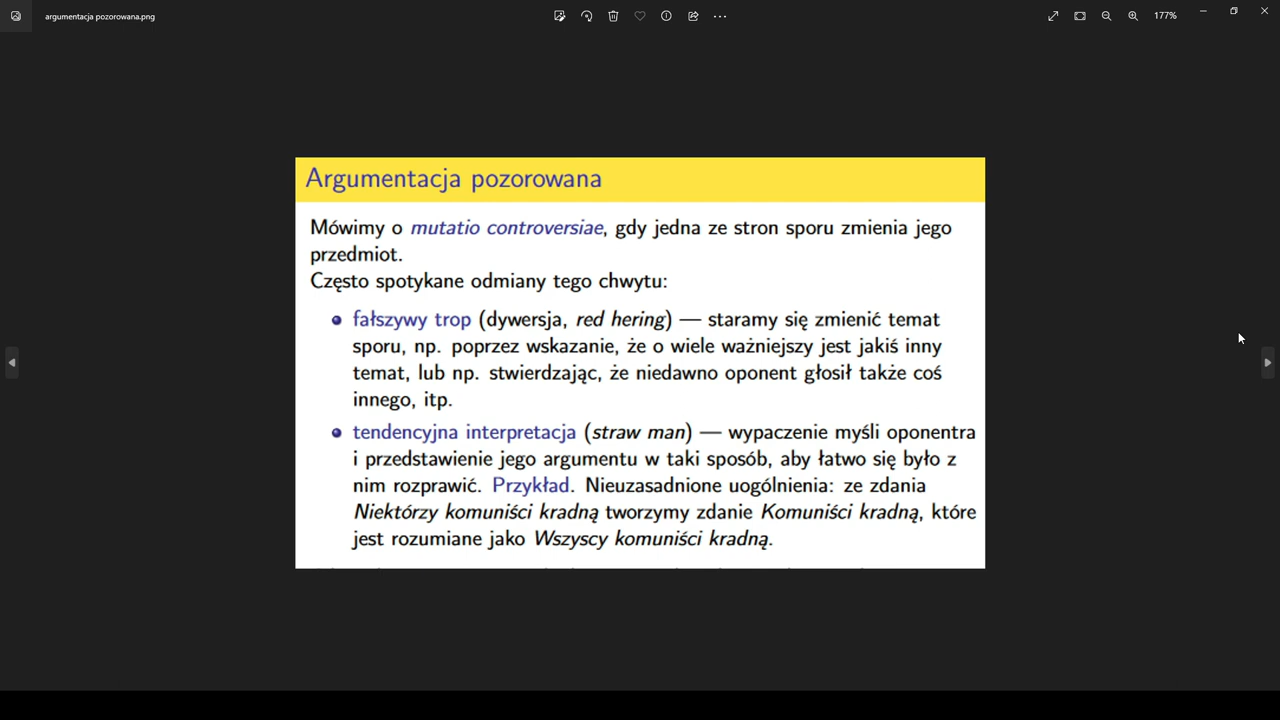 argumentacja pozorowana.png
177%
Argumentacja pozorowana
Mówimy o mutatio controversiae, gdy jedna ze stron sporu zmienia jego
przedmiot.
Często spotykane odmiany tego chwytu:
fałszywy trop (dywersja, red hering) — staramy się zmienić temat
sporu, np. poprzez wskazanie, że o wiele ważniejszy jest jakiś inny
temat, lub np. stwierdzając, że niedawno oponent głosił także coś
innego, itp.
tendencyjna interpretacja (straw man) — wypaczenie myśli oponentra
i przedstawienie jego argumentu w taki sposób, aby łatwo się było z
nim rozprawić. Przykład. Nieuzasadnione uogólnienia: ze zdania
Niektórzy komuniści kradną tworzymy zdanie Komuniści kradną, które
jest rozumiane jako Wszyscy komuniści kradną.